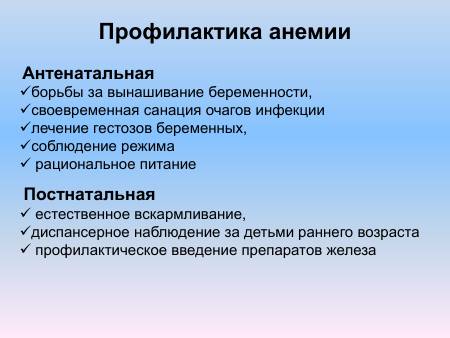 Профилактика анемии
Антенатальная
✓борьбы за вынашивание беременности,
✓своевременная санация очагов инфекции
✓лечение гестозов беременных,
✓соблюдение режима
✓ рациональное питание
Постнатальная
✓ естественное вскармливание,
✓диспансерное наблюдение за детьми раннего возраста
✓ профилактическое введение препаратов железа